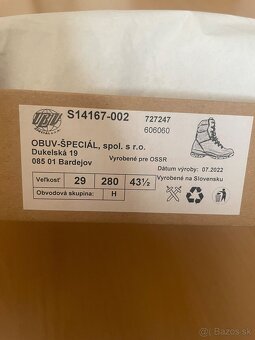 S14167-002 727247
606060
OBUV-ŠPECIÁL, spol. s r.o.
Dukelská 19
085 01 Bardejov
Vyrobené pre OSSR
Dátum výroby: 07.2022
Vyrobené na Slovensku
Veľkosť 29 280 43½
Obvodová skupina: H
Bazos.sk